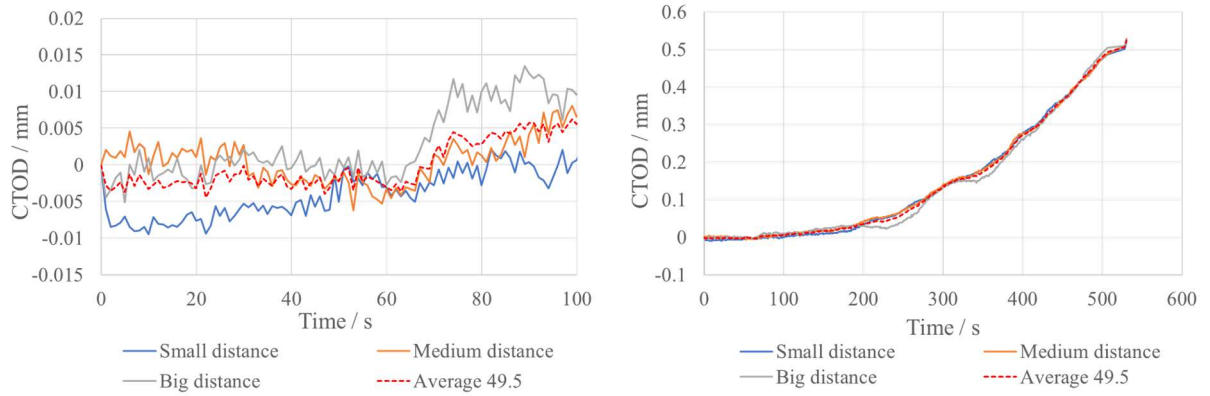 0.02
0.015
0.01
0.005
0
-0.005
-0.01
-0.015
CTOD / mm
0 20 40 60 80 100
Time / s
Small distance Medium distance
Big distance Average 49.5
0.6
0.5
0.4
0.3
0.2
0.1
0
-0.1
CTOD / mm
0 100 200 300 400 500 600
Time / s
Small distance Medium distance
Big distance Average 49.5